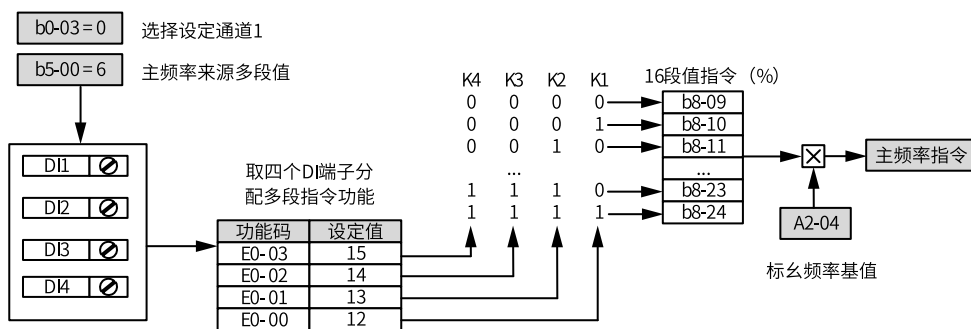 b0-03 = 0 选择设定通道1
b5-00 = 6 主频率来源多段值
K4 K3 K2 K1 16段值指令（%）
0 0 0 0 b8-09
0 0 0 1 b8-10
0 0 1 0 b8-11
... ...
1 1 1 0 b8-23
1 1 1 1 b8-24
主频率指令
A2-04
标幺频率基值
DI1
DI2
DI3
DI4
取四个DI端子分
配多段指令功能
功能码 设定值
E0-03 15
E0-02 14
E0-01 13
E0-00 12